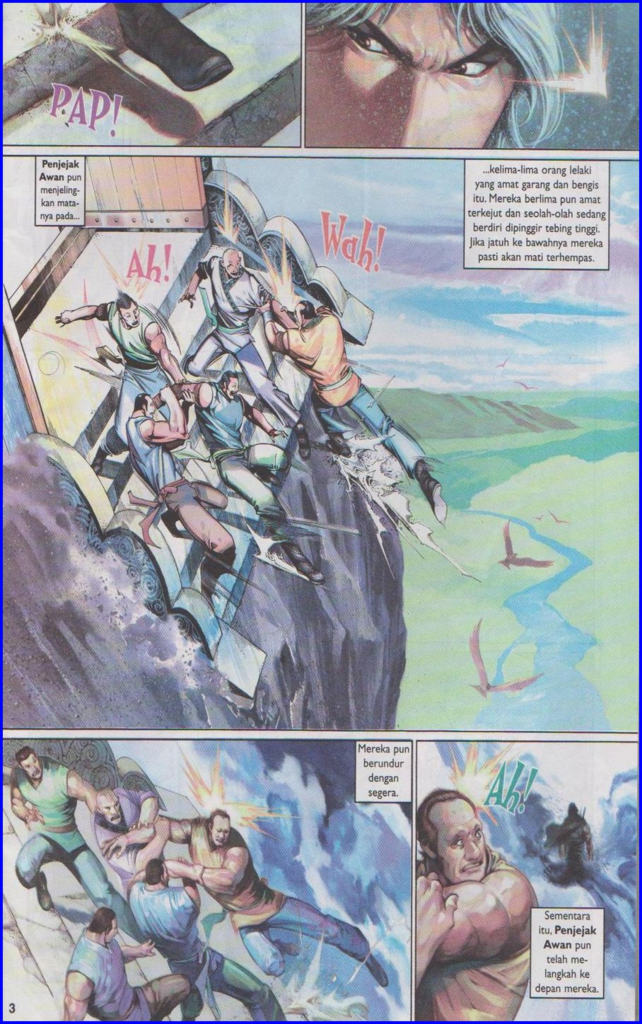 PAP!
Penjejak
Awan pun
menjeling-
kan mata-
nya pada...
Ah!
Wah!
...kelima-lima orang lelaki
yang amat garang dan bengis
itu. Mereka berlima pun amat
terkejut dan seolah-olah sedang
berdiri dipinggir tebing tinggi.
Jika jatuh ke bawahnya mereka
pasti akan mati terhempas.
Mereka pun
berundur
dengan
segera.
Ah!
Sementara
itu, Penjejak
Awan pun
telah me-
langkah ke
depan mereka.
3